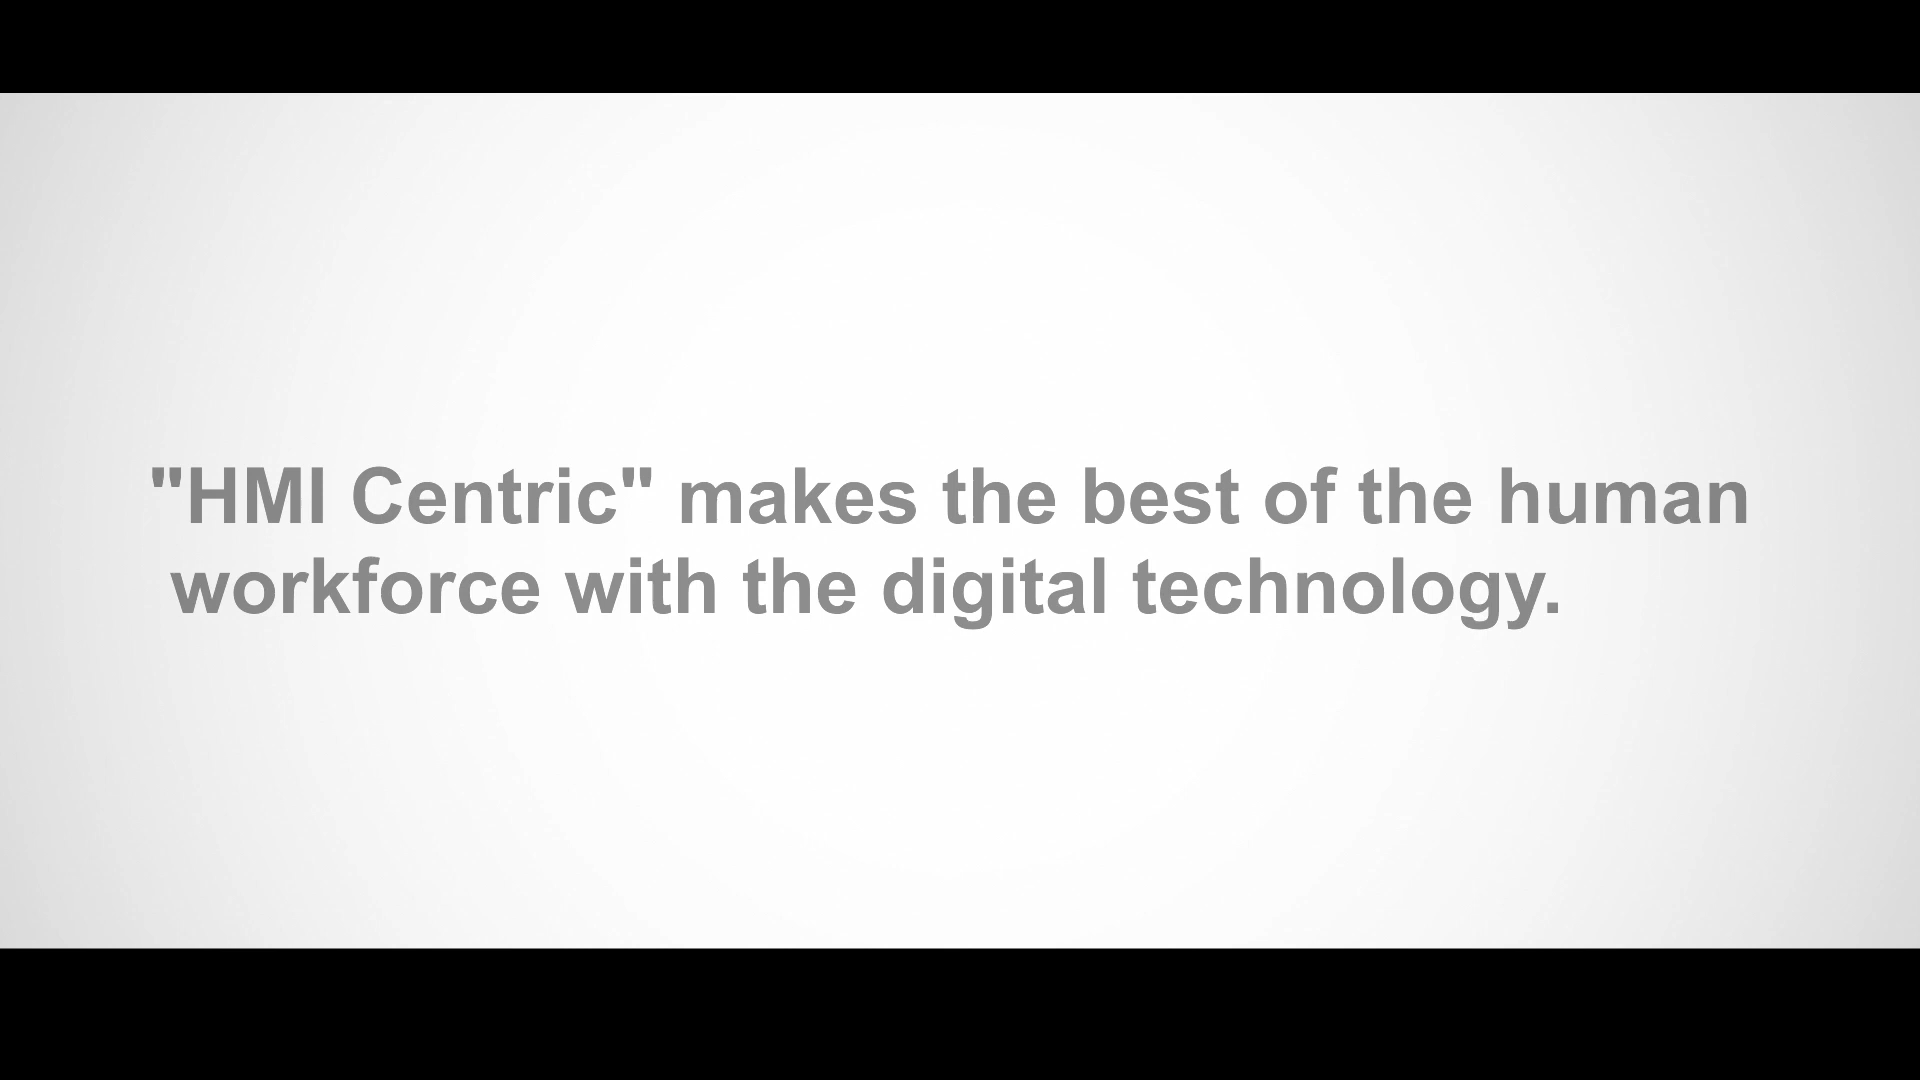 "HMI Centric" makes the best of the human
workforce with the digital technology.